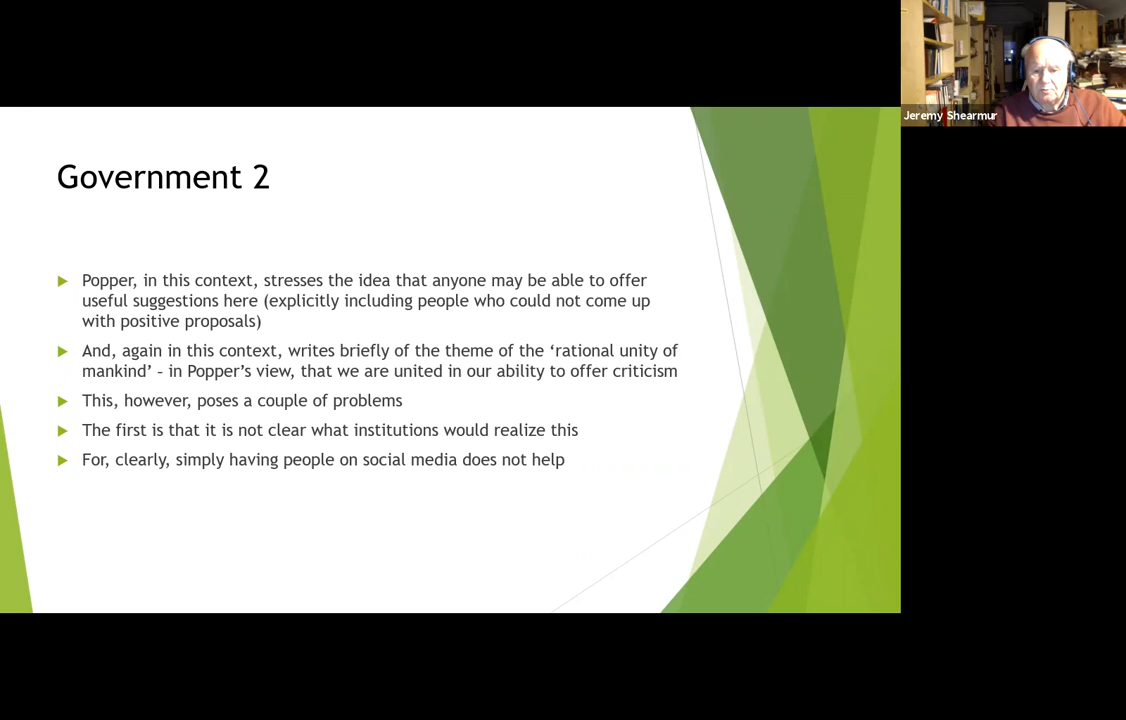 Jeremy Shearmur
Government 2
Popper, in this context, stresses the idea that anyone may be able to offer
useful suggestions here (explicitly including people who could not come up
with positive proposals)
And, again in this context, writes briefly of the theme of the ‘rational unity of
mankind’ – in Popper’s view, that we are united in our ability to offer criticism
This, however, poses a couple of problems
The first is that it is not clear what institutions would realize this
For, clearly, simply having people on social media does not help